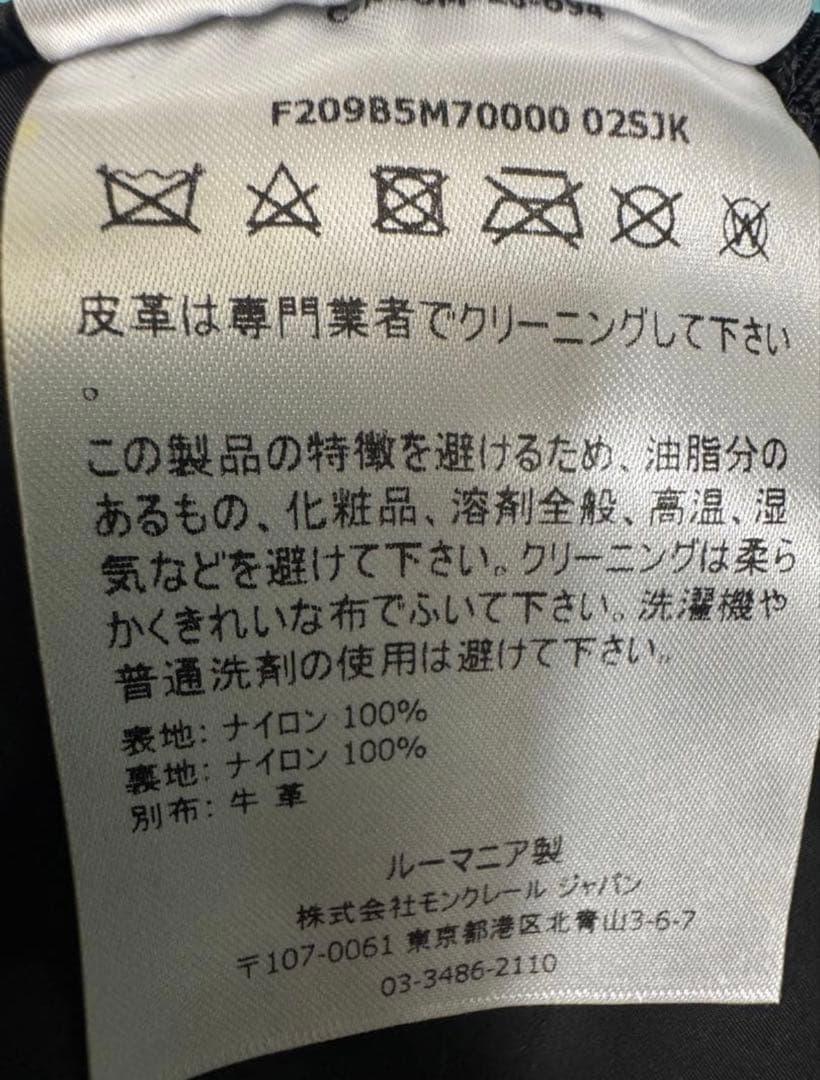 F209B5M70000 02SJK
W
皮革は専門業者でクリーニングして下さい
。
この製品の特徴を避けるため、油脂分の
あるもの、化粧品、溶剤全般、高温、湿
気などを避けて下さい。クリーニングは柔ら
かくきれいな布でふいて下さい。洗濯機や
普通洗剤の使用は避けて下さい。
表地: ナイロン 100%
裏地: ナイロン 100%
別布: 牛 革
ルーマニア製
株式会社モンクレール ジャパン
〒107-0061 東京都港区北青山3-6-7
03-3486-2110